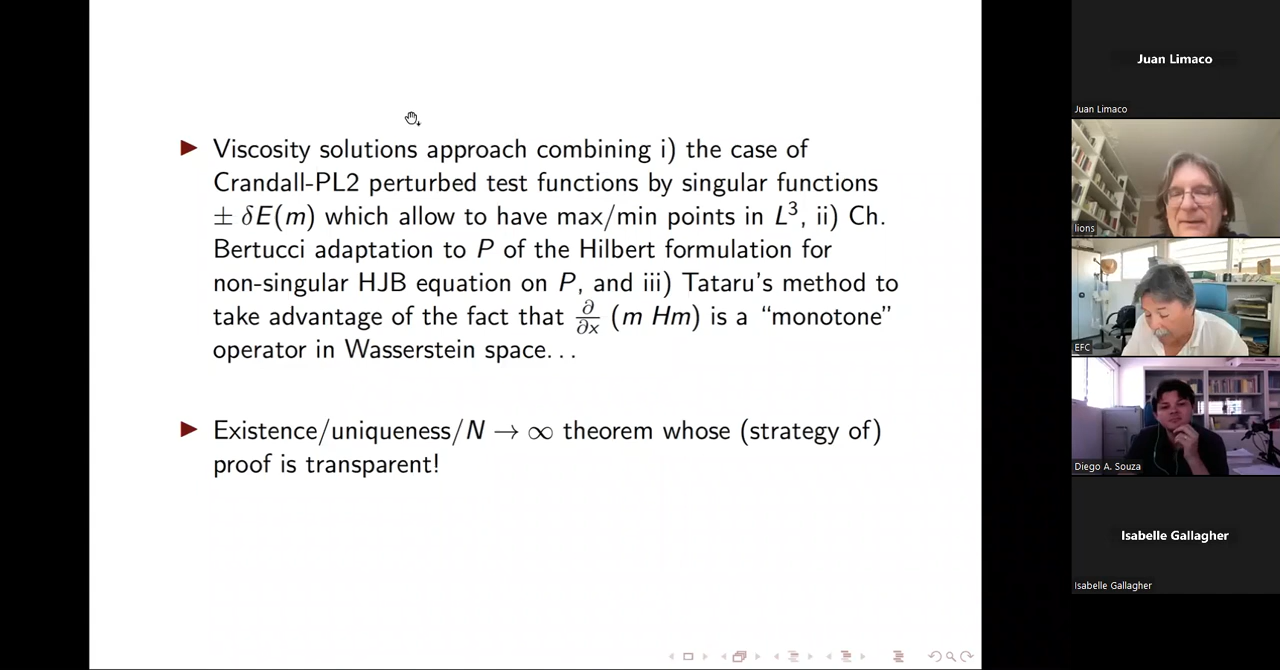 Viscosity solutions approach combining i) the case of
Crandall-PL2 perturbed test functions by singular functions
± δE(m) which allow to have max/min points in L³, ii) Ch.
Bertucci adaptation to P of the Hilbert formulation for
non-singular HJB equation on P, and iii) Tataru's method to
take advantage of the fact that ∂/∂x (m Hm) is a “monotone”
operator in Wasserstein space...
Existence/uniqueness/N → ∞ theorem whose (strategy of)
proof is transparent!
Juan Limaco
Juan Limaco
lions
EFC
Diego A. Souza
Isabelle Gallagher
Isabelle Gallagher